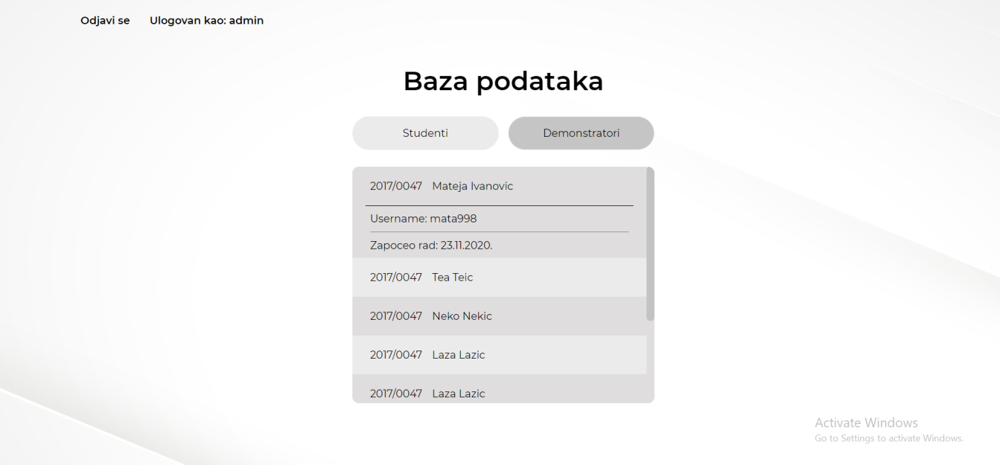 Odjavi se Ulogovan kao: admin
Baza podataka
Studenti Demonstratori
2017/0047 Mateja Ivanovic
Username: mata998
Zapoceo rad: 23.11.2020.
2017/0047 Tea Teic
2017/0047 Neko Nekic
2017/0047 Laza Lazic
2017/0047 Laza Lazic
Activate Windows
Go to Settings to activate Windows.